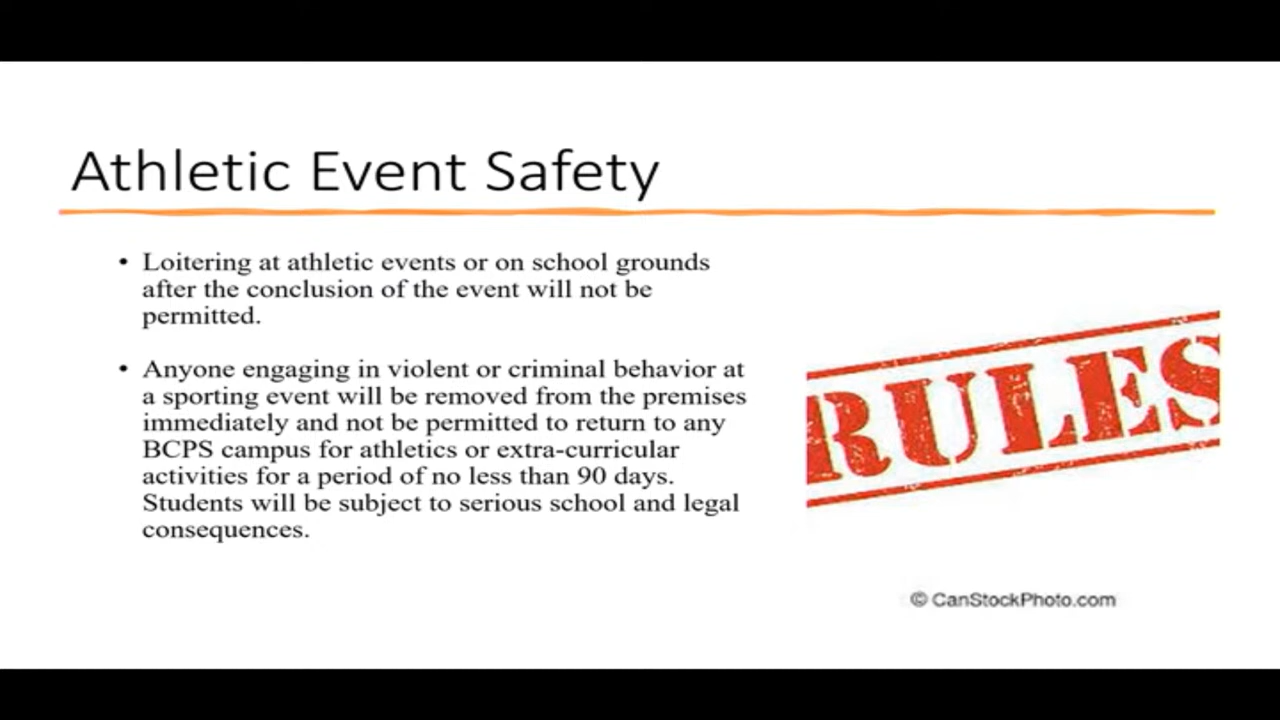 Athletic Event Safety
• Loitering at athletic events or on school grounds
after the conclusion of the event will not be
permitted.
• Anyone engaging in violent or criminal behavior at
a sporting event will be removed from the premises
immediately and not be permitted to return to any
BCPS campus for athletics or extra-curricular
activities for a period of no less than 90 days.
Students will be subject to serious school and legal
consequences.
RULES
© CanStockPhoto.com